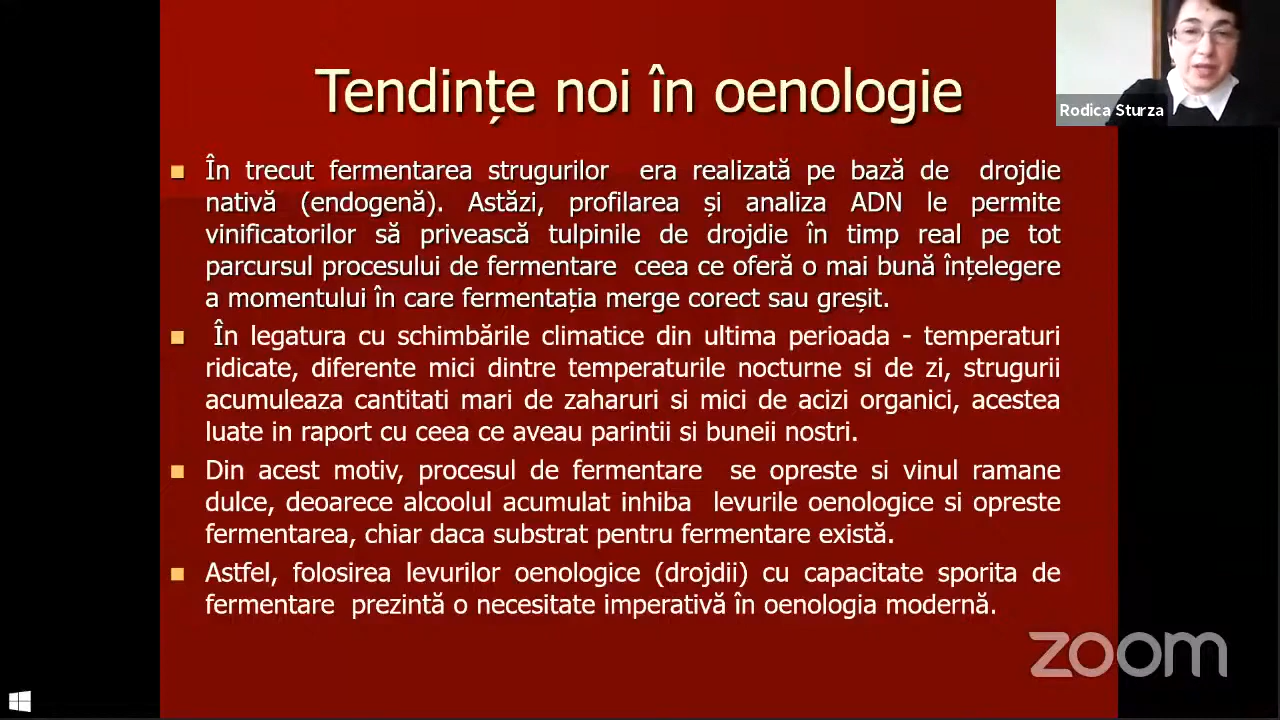 Tendințe noi în oenologie
Rodica Sturza
În trecut fermentarea strugurilor era realizată pe bază de drojdie
nativă (endogenă). Astăzi, profilarea și analiza ADN le permite
vinificatorilor să privească tulpinile de drojdie în timp real pe tot
parcursul procesului de fermentare ceea ce oferă o mai bună înțelegere
a momentului în care fermentația merge corect sau greșit.
În legatura cu schimbările climatice din ultima perioada - temperaturi
ridicate, diferente mici dintre temperaturile nocturne si de zi, strugurii
acumuleaza cantitati mari de zaharuri si mici de acizi organici, acestea
luate in raport cu ceea ce aveau parintii si buneii nostri.
Din acest motiv, procesul de fermentare se opreste si vinul ramane
dulce, deoarece alcoolul acumulat inhiba levurile oenologice si opreste
fermentarea, chiar daca substrat pentru fermentare există.
Astfel, folosirea levurilor oenologice (drojdii) cu capacitate sporita de
fermentare prezintă o necesitate imperativă în oenologia modernă.
zoom